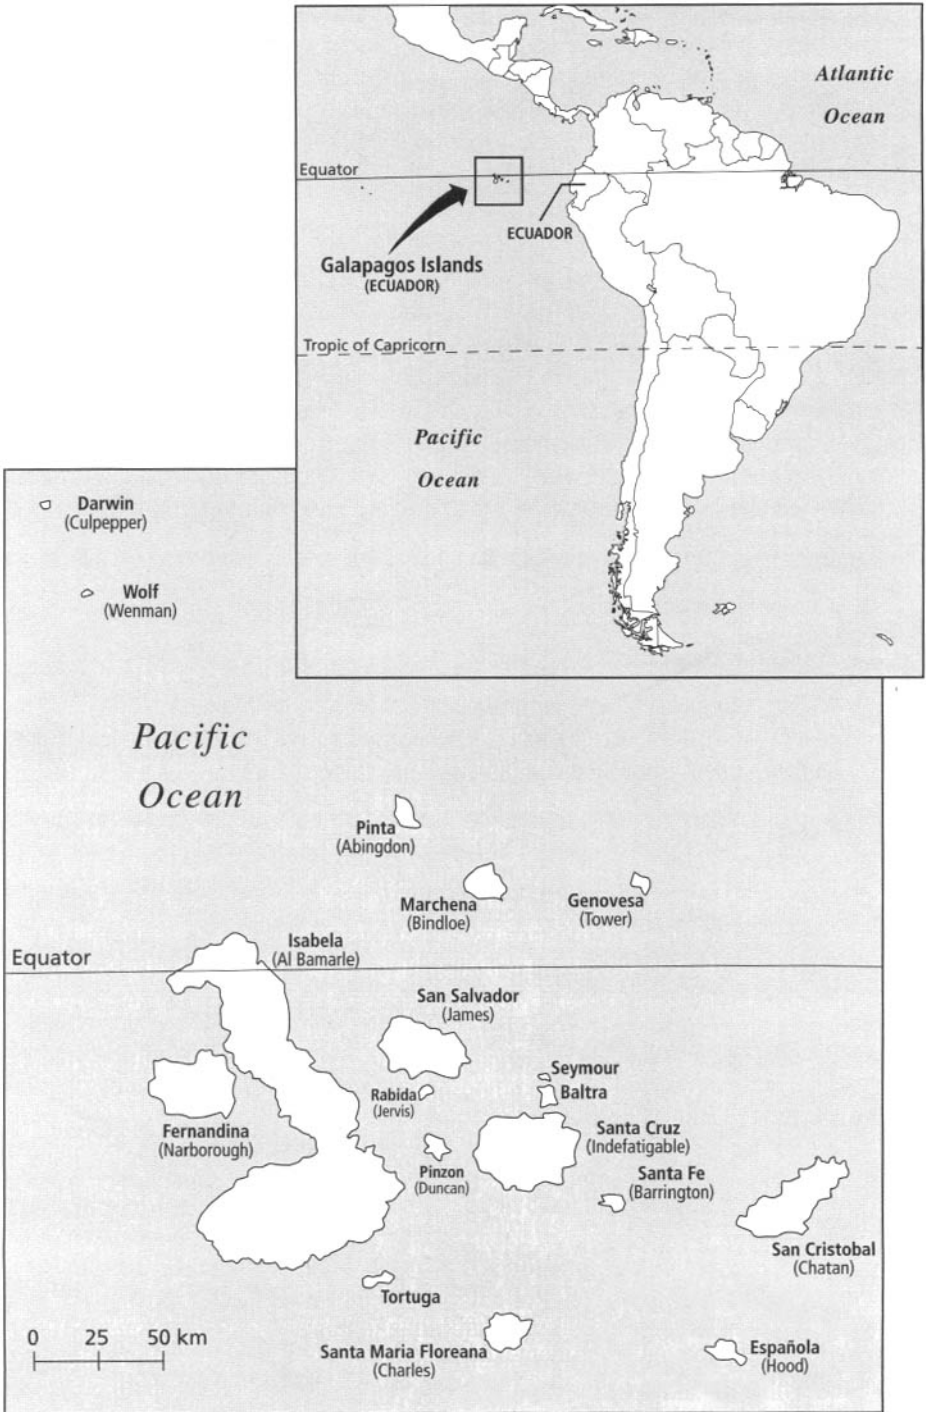 Atlantic
Ocean
Equator
ECUADOR
Galapagos Islands
(ECUADOR)
Tropic of Capricorn
Pacific
Ocean
Darwin
(Culpepper)
Wolf
(Wenman)
Pacific
Ocean
Pinta
(Abingdon)
Marchena
(Bindloe)
Genovesa
(Tower)
Isabela
(Al Bamarle)
Equator
San Salvador
(James)
Seymour
Baltra
Rabida
(Jervis)
Fernandina
(Narborough)
Santa Cruz
(Indefatigable)
Pinzon
(Duncan)
Santa Fe
(Barrington)
San Cristobal
(Chatan)
Tortuga
0 25 50 km
Santa Maria Floreana
(Charles)
Española
(Hood)